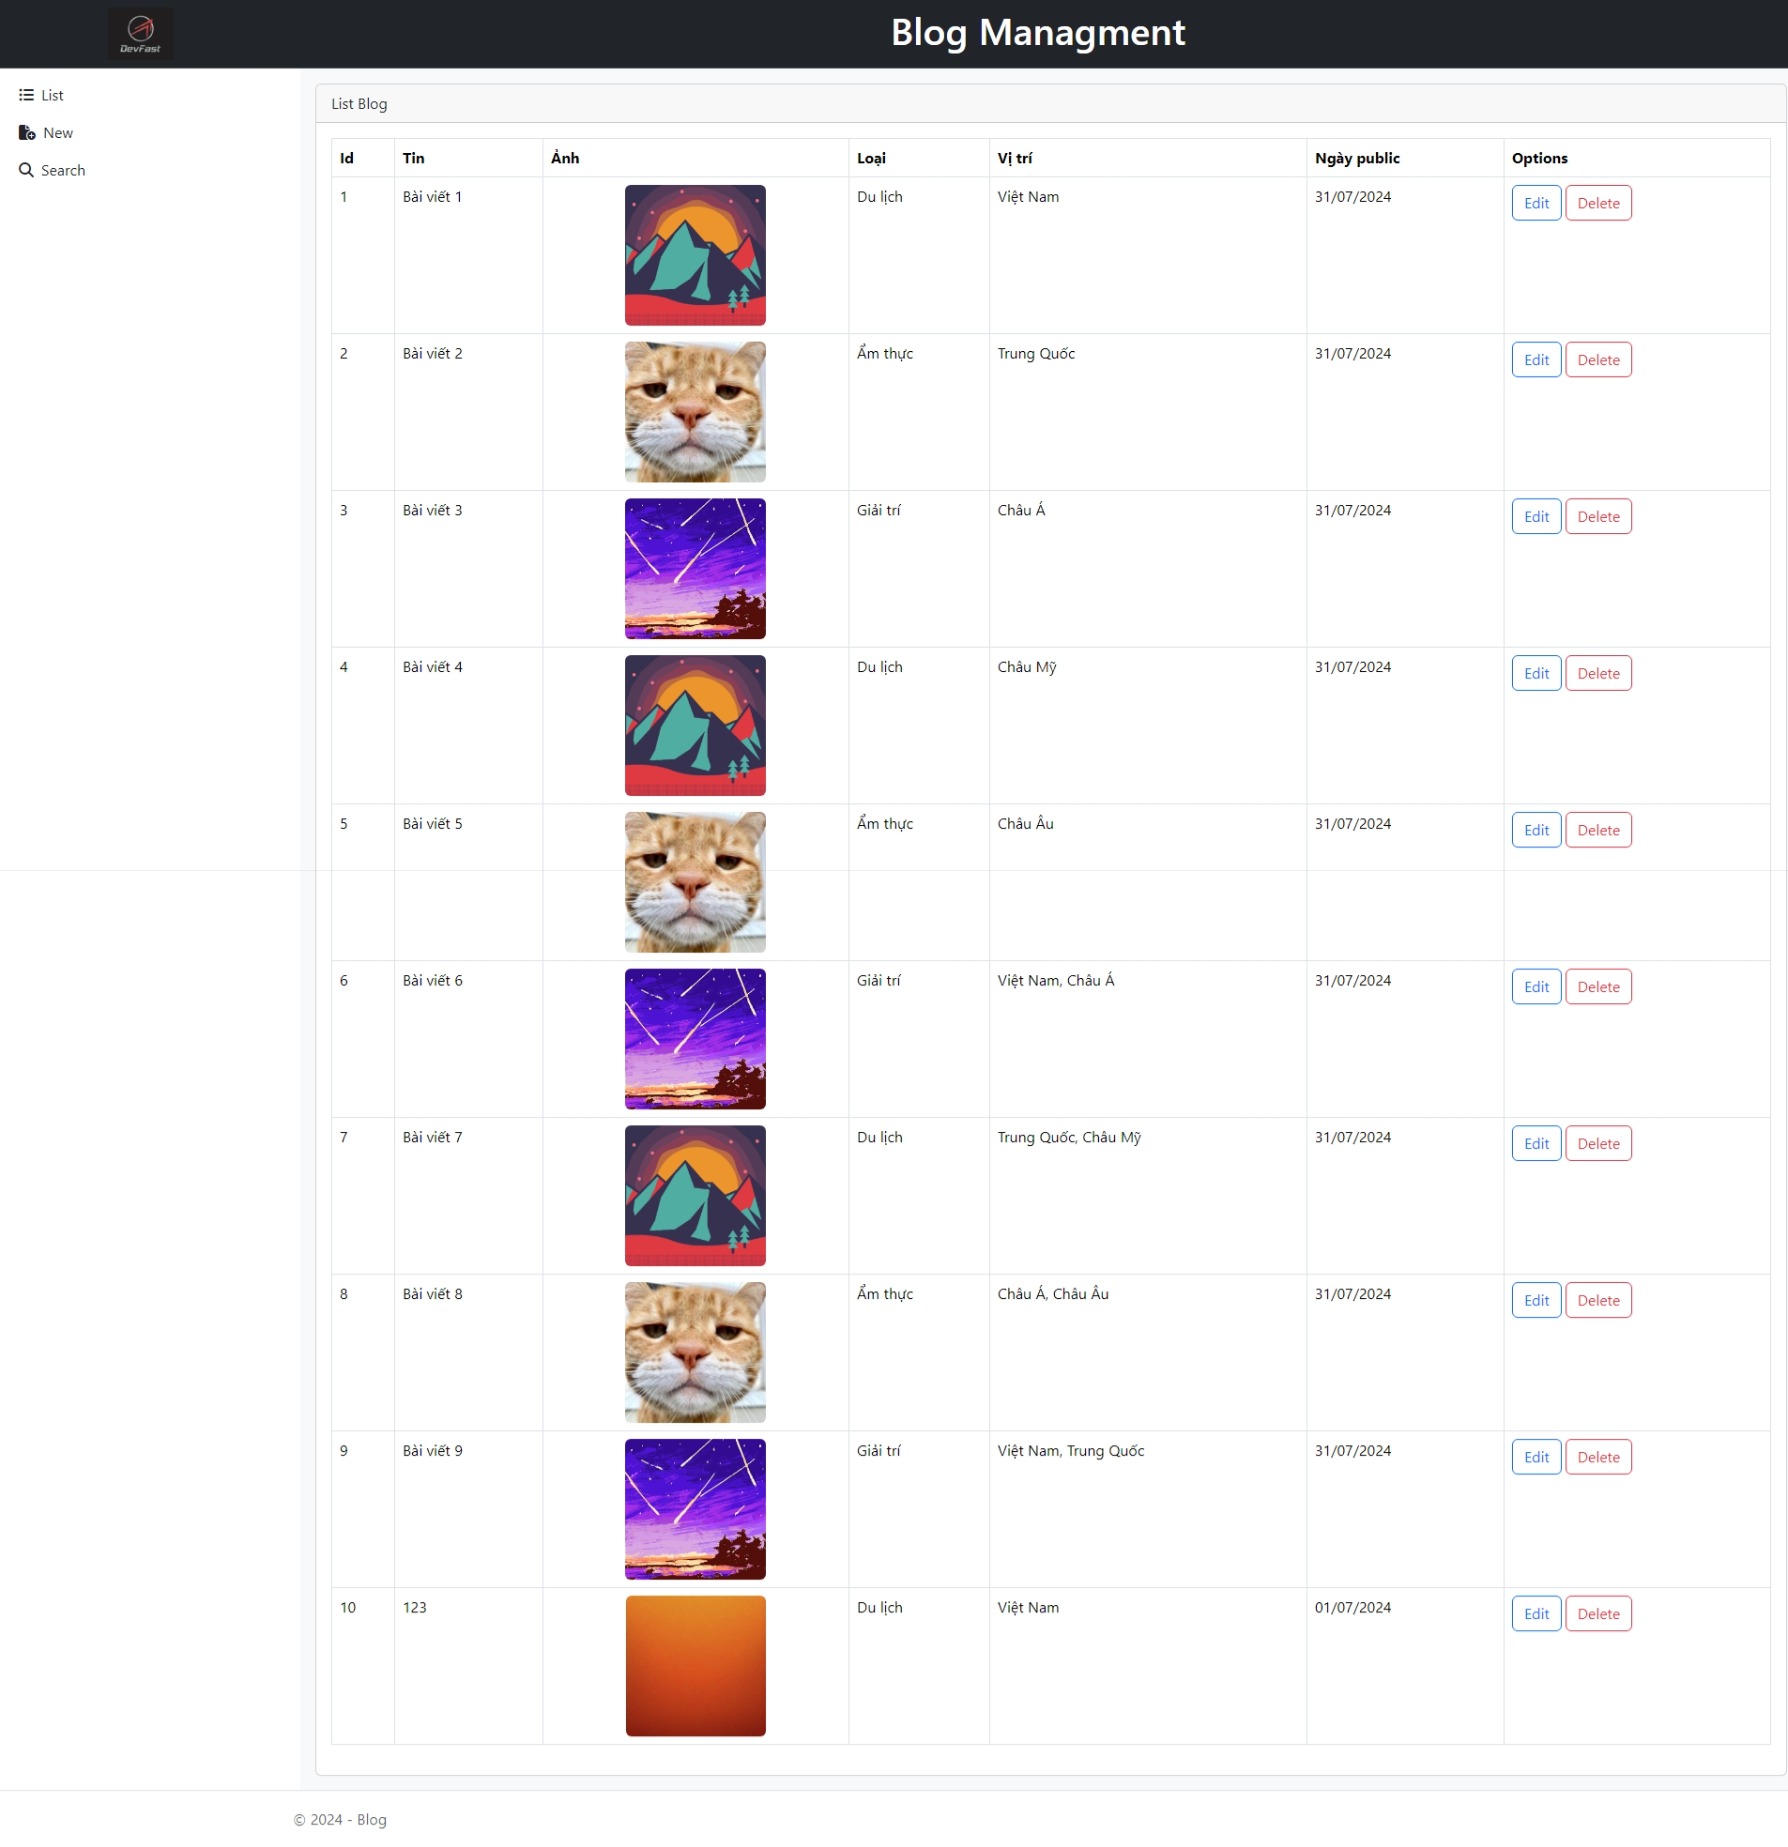 DevFast
Blog Managment
List
New
Search
List Blog
Id Tin Ảnh Loại Vị trí Ngày public Options
1 Bài viết 1 Du lịch Việt Nam 31/07/2024 Edit Delete
2 Bài viết 2 Ẩm thực Trung Quốc 31/07/2024 Edit Delete
3 Bài viết 3 Giải trí Châu Á 31/07/2024 Edit Delete
4 Bài viết 4 Du lịch Châu Mỹ 31/07/2024 Edit Delete
5 Bài viết 5 Ẩm thực Châu Âu 31/07/2024 Edit Delete
6 Bài viết 6 Giải trí Việt Nam, Châu Á 31/07/2024 Edit Delete
7 Bài viết 7 Du lịch Trung Quốc, Châu Mỹ 31/07/2024 Edit Delete
8 Bài viết 8 Ẩm thực Châu Á, Châu Âu 31/07/2024 Edit Delete
9 Bài viết 9 Giải trí Việt Nam, Trung Quốc 31/07/2024 Edit Delete
10 123 Du lịch Việt Nam 01/07/2024 Edit Delete
© 2024 - Blog